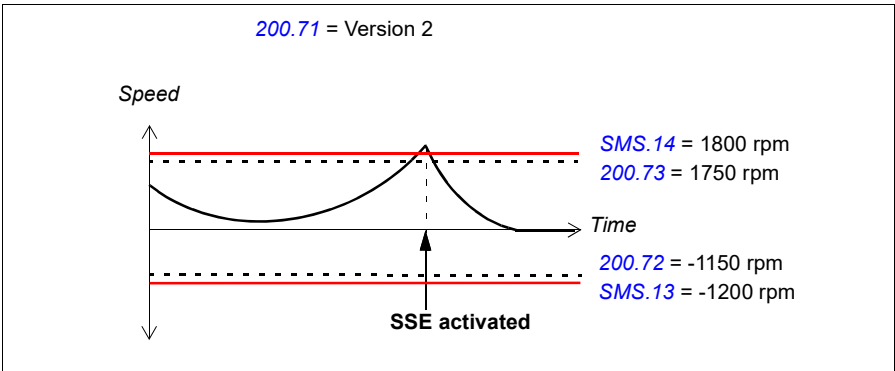 200.71 = Version 2
Speed
SMS.14 = 1800 rpm
200.73 = 1750 rpm
Time
200.72 = -1150 rpm
SMS.13 = -1200 rpm
SSE activated